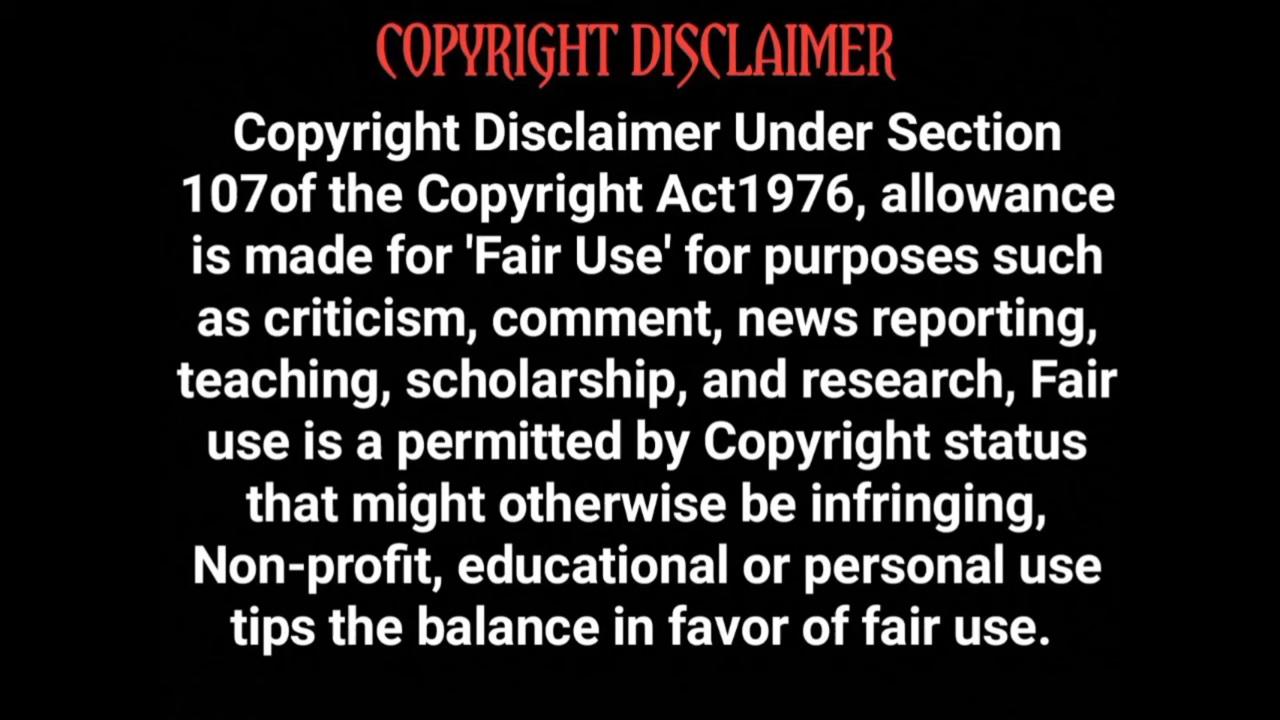 COPYRIGHT DISCLAIMER
Copyright Disclaimer Under Section
107of the Copyright Act1976, allowance
is made for 'Fair Use' for purposes such
as criticism, comment, news reporting,
teaching, scholarship, and research, Fair
use is a permitted by Copyright status
that might otherwise be infringing,
Non-profit, educational or personal use
tips the balance in favor of fair use.